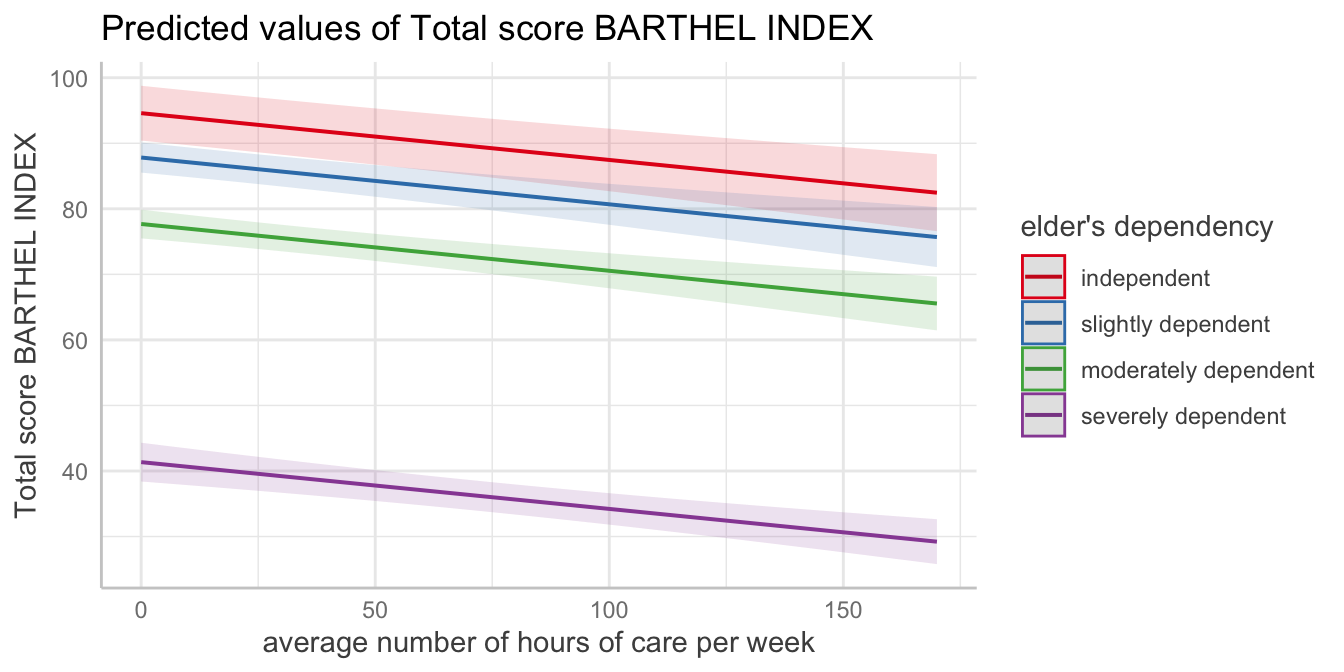 Predicted values of Total score BARTHEL INDEX
Total score BARTHEL INDEX
100
80
60
40
0
50
100
150
average number of hours of care per week
elder's dependency
independent
slightly dependent
moderately dependent
severely dependent